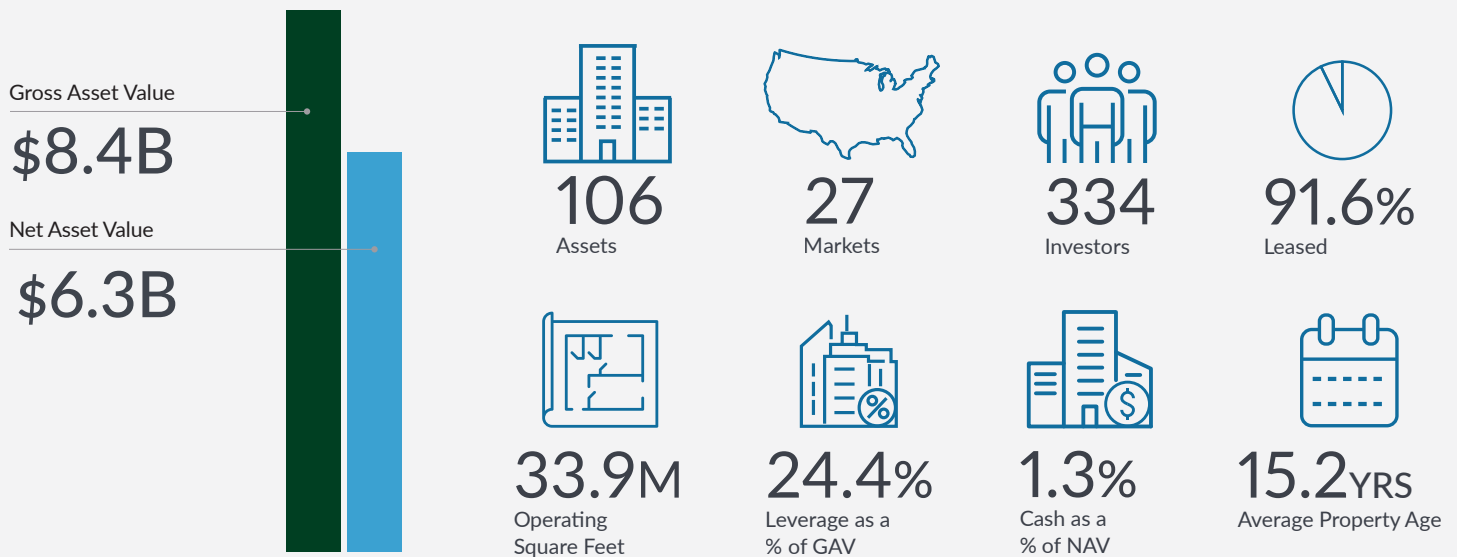 Gross Asset Value
$8.4B
Net Asset Value
$6.3B
106
Assets
27
Markets
334
Investors
91.6%
Leased
33.9M
Operating
Square Feet
%
24.4%
Leverage as a
% of GAV
$
1.3%
Cash as a
% of NAV
15.2YRS
Average Property Age